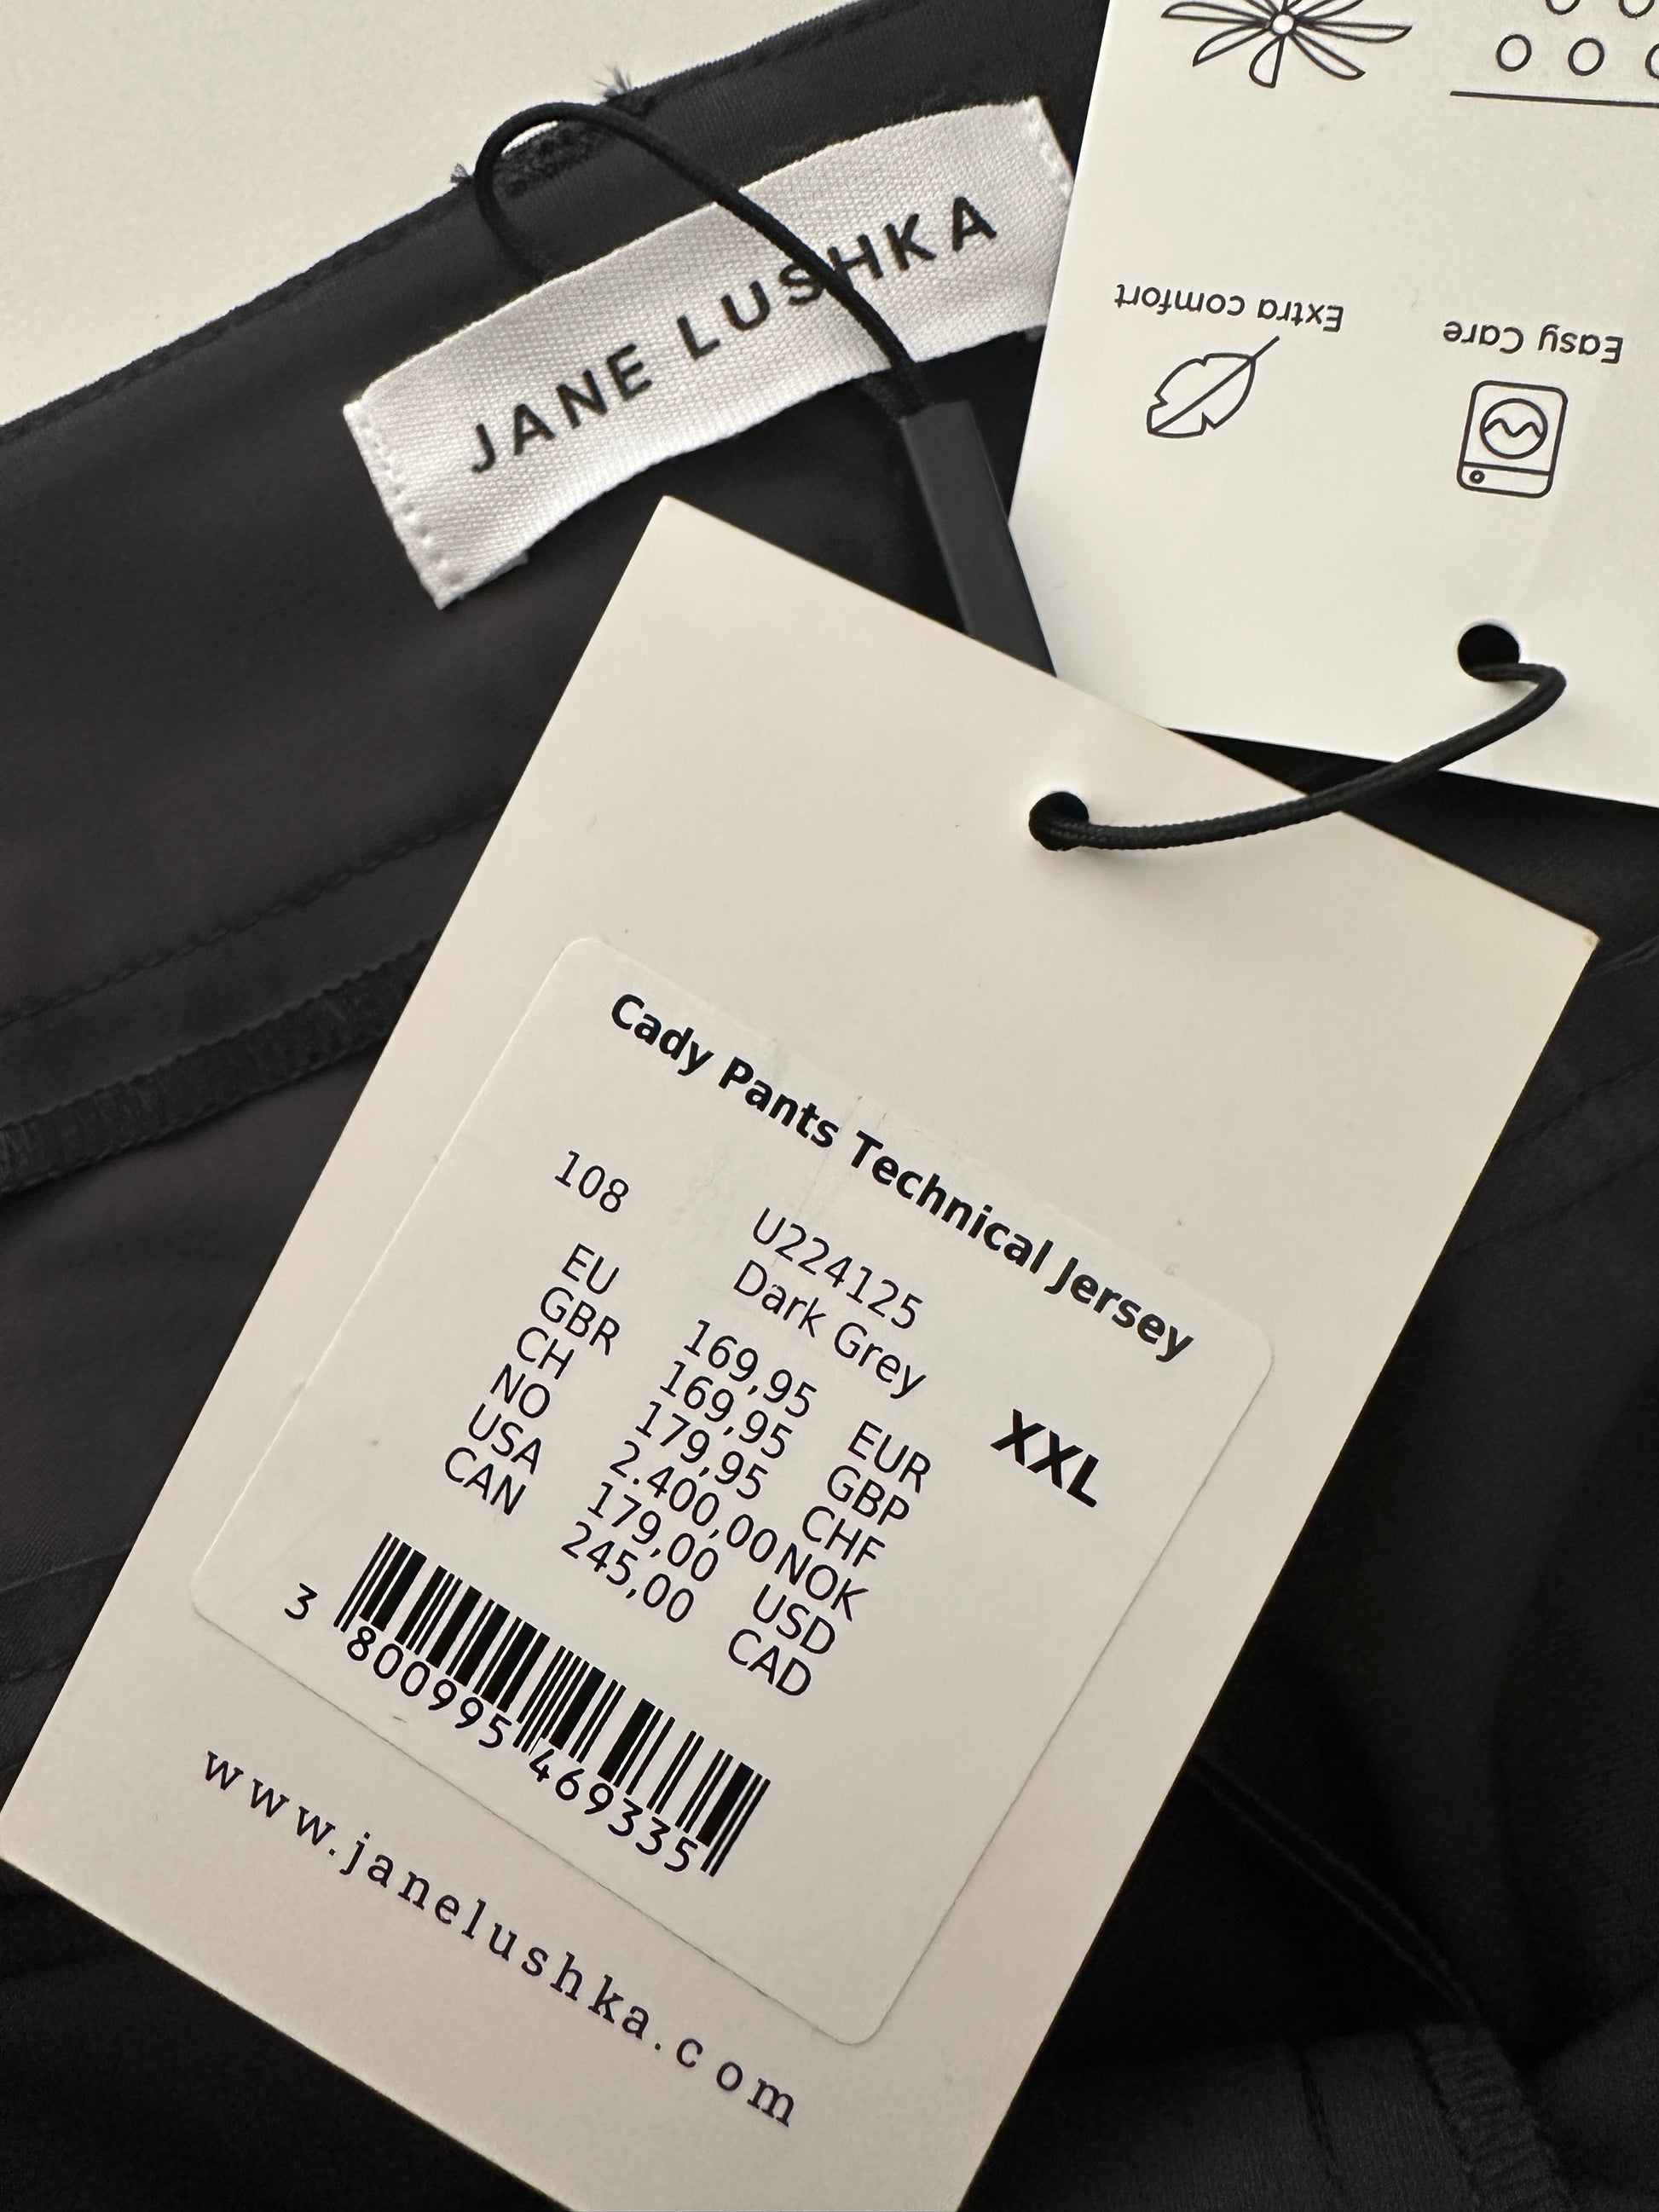 JANE LUSHKA
Extra comfort
Easy Care
Cady Pants Technical Jersey
108 U224125
Dark Grey
XXL
EU 169,95 EUR
GBR 169,95 GBP
CH 179,95 CHF
NO 2.400,00 NOK
USA 179,00 USD
CAN 245,00 CAD
3 800995 469335
www.janelushka.com